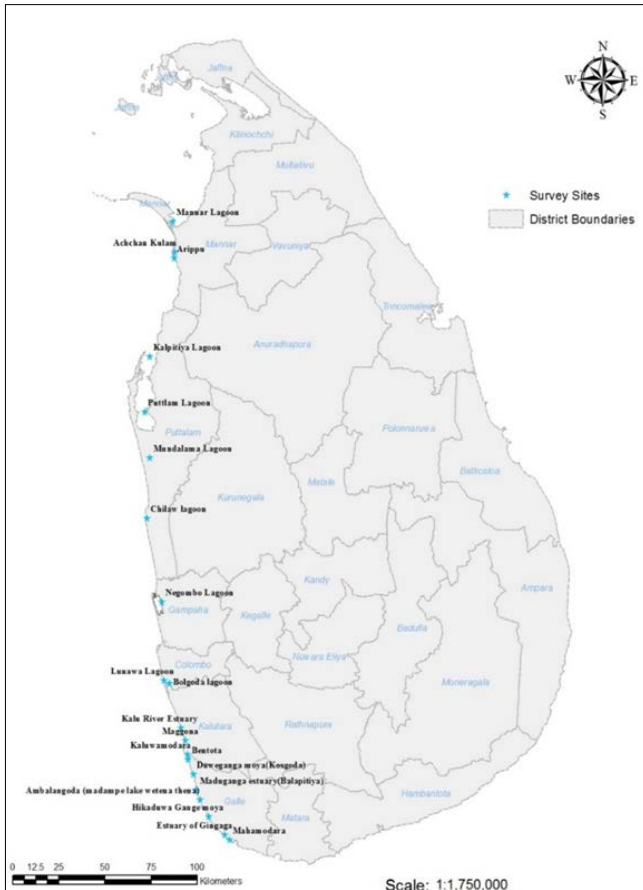 N
W E
S
Jaffna
Jaffna
Jaffna
Kilinochchi
Mullaitivu
Survey Sites
District Boundaries
Mannar
Mannar Lagoon
Achchan Kulam
Arippu
Mannar
Vavuniya
Trincomalee
Anuradhapura
Kalpitiya Lagoon
Puttlam Lagoon
Puttalam
Polonnaruwa
Mundalama Lagoon
Batticaloa
Matale
Kurunegala
Chilaw lagoon
Kandy
Ampara
Negombo Lagoon
Gampaha
Kegalle
Badulla
Nuwara Eliya
Colombo
Lunawa Lagoon
Bolgoda lagoon
Moneragala
Kalu River Estuary
Kalutara
Rathnapura
Maggona
Kaluwamodara
Bentota
Duweganga moya(Kosgoda)
Maduganga estuary(Balapitiya)
Ambalangoda (madampe lake wetena thena)
Hambantota
Galle
Hikaduwa Gange moya
Matara
Estuary of Gingaga
Mahamodara
0 12.5 25 50 75 100
Kilometers
Scale: 1:1,750,000